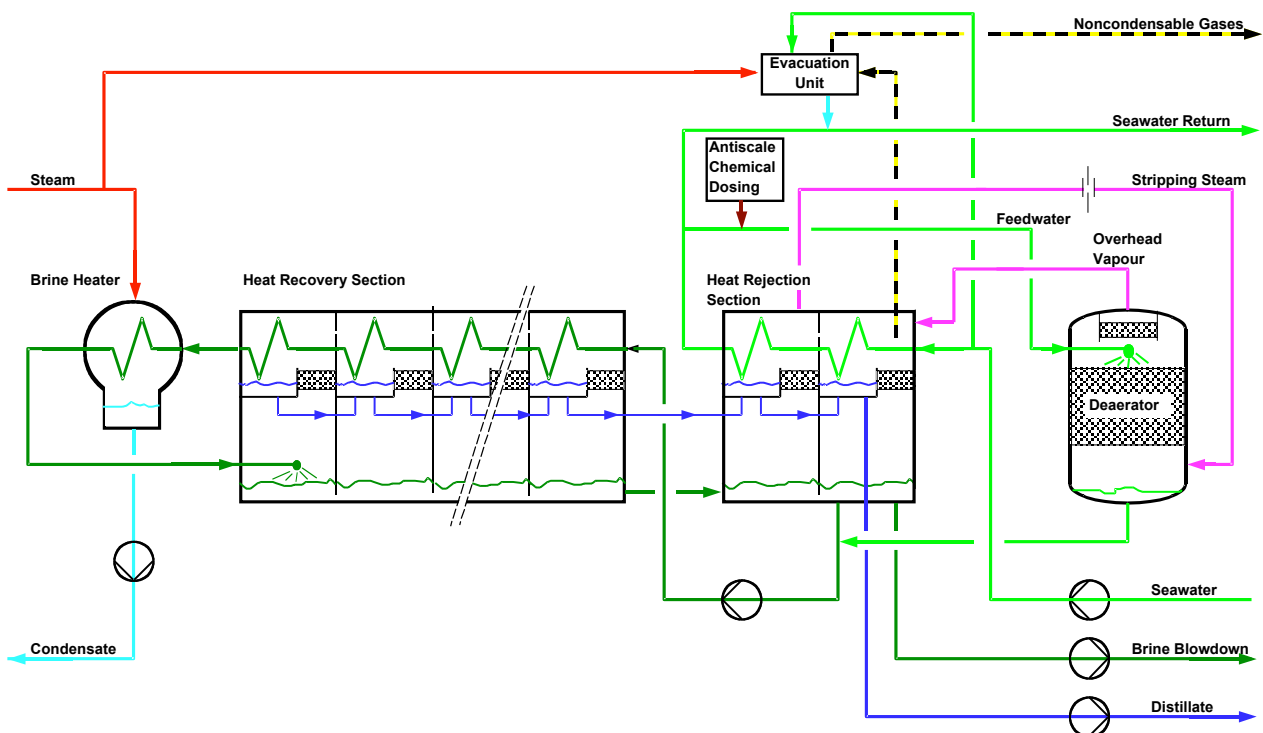 Noncondensable Gases
Evacuation
Unit
Seawater Return
Antiscale
Chemical
Dosing
Steam
Stripping Steam
Feedwater
Overhead
Vapour
Brine Heater
Heat Recovery Section
Heat Rejection
Section
Deaerator
Seawater
Condensate
Brine Blowdown
Distillate